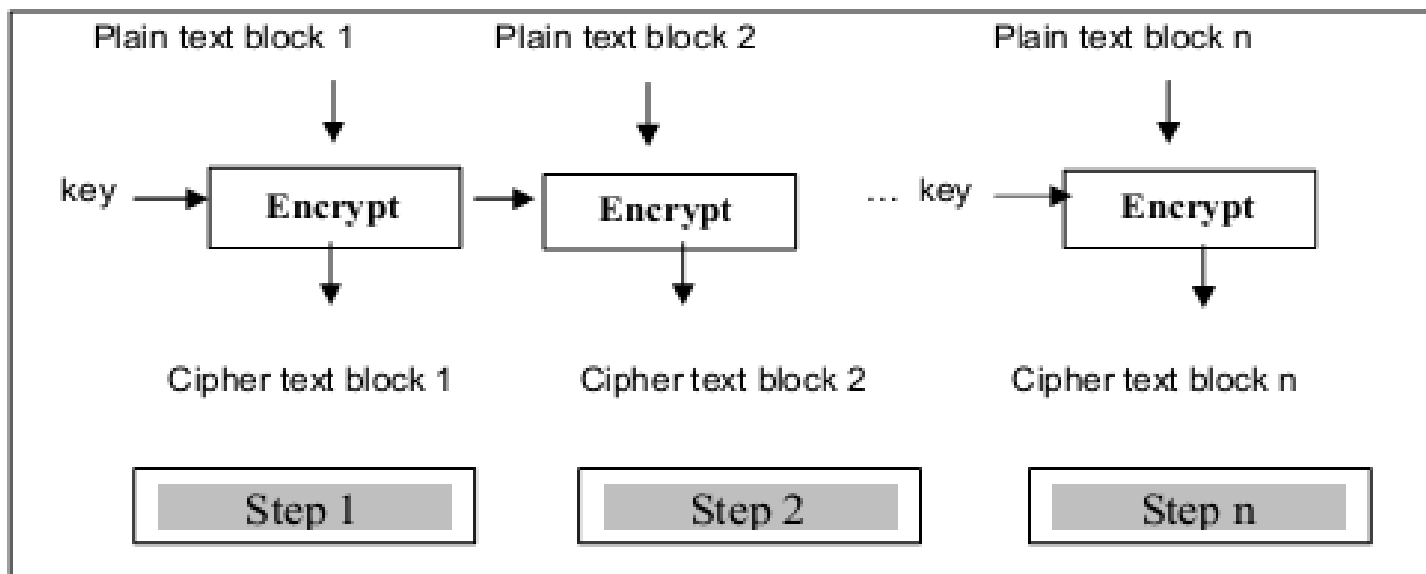 Plain text block 1 Plain text block 2 Plain text block n
key Encrypt Encrypt ... key Encrypt
Cipher text block 1 Cipher text block 2 Cipher text block n
Step 1 Step 2 Step n